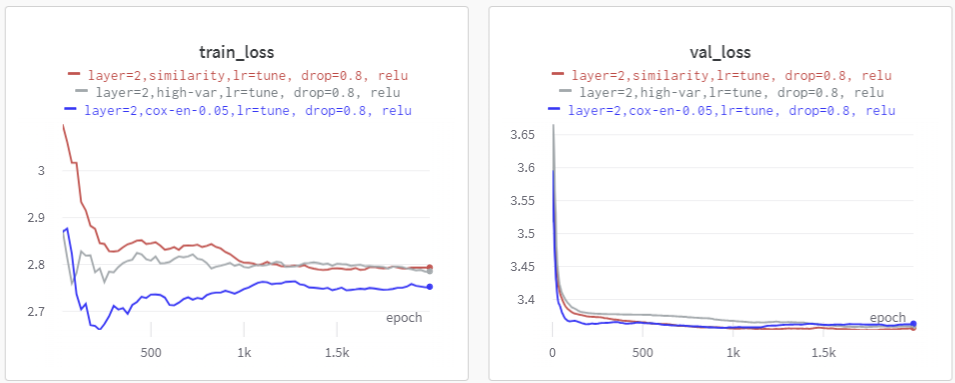 train_loss
layer=2,similarity,lr=tune, drop=0.8, relu
layer=2,high-var,lr=tune, drop=0.8, relu
layer=2,cox-en-0.05,lr=tune, drop=0.8, relu
3
2.9
2.8
2.7
epoch
500
1k
1.5k
val_loss
layer=2,similarity,lr=tune, drop=0.8, relu
layer=2,high-var,lr=tune, drop=0.8, relu
layer=2,cox-en-0.05,lr=tune, drop=0.8, relu
3.65
3.6
3.55
3.5
3.45
3.4
epoch
0
500
1k
1.5k